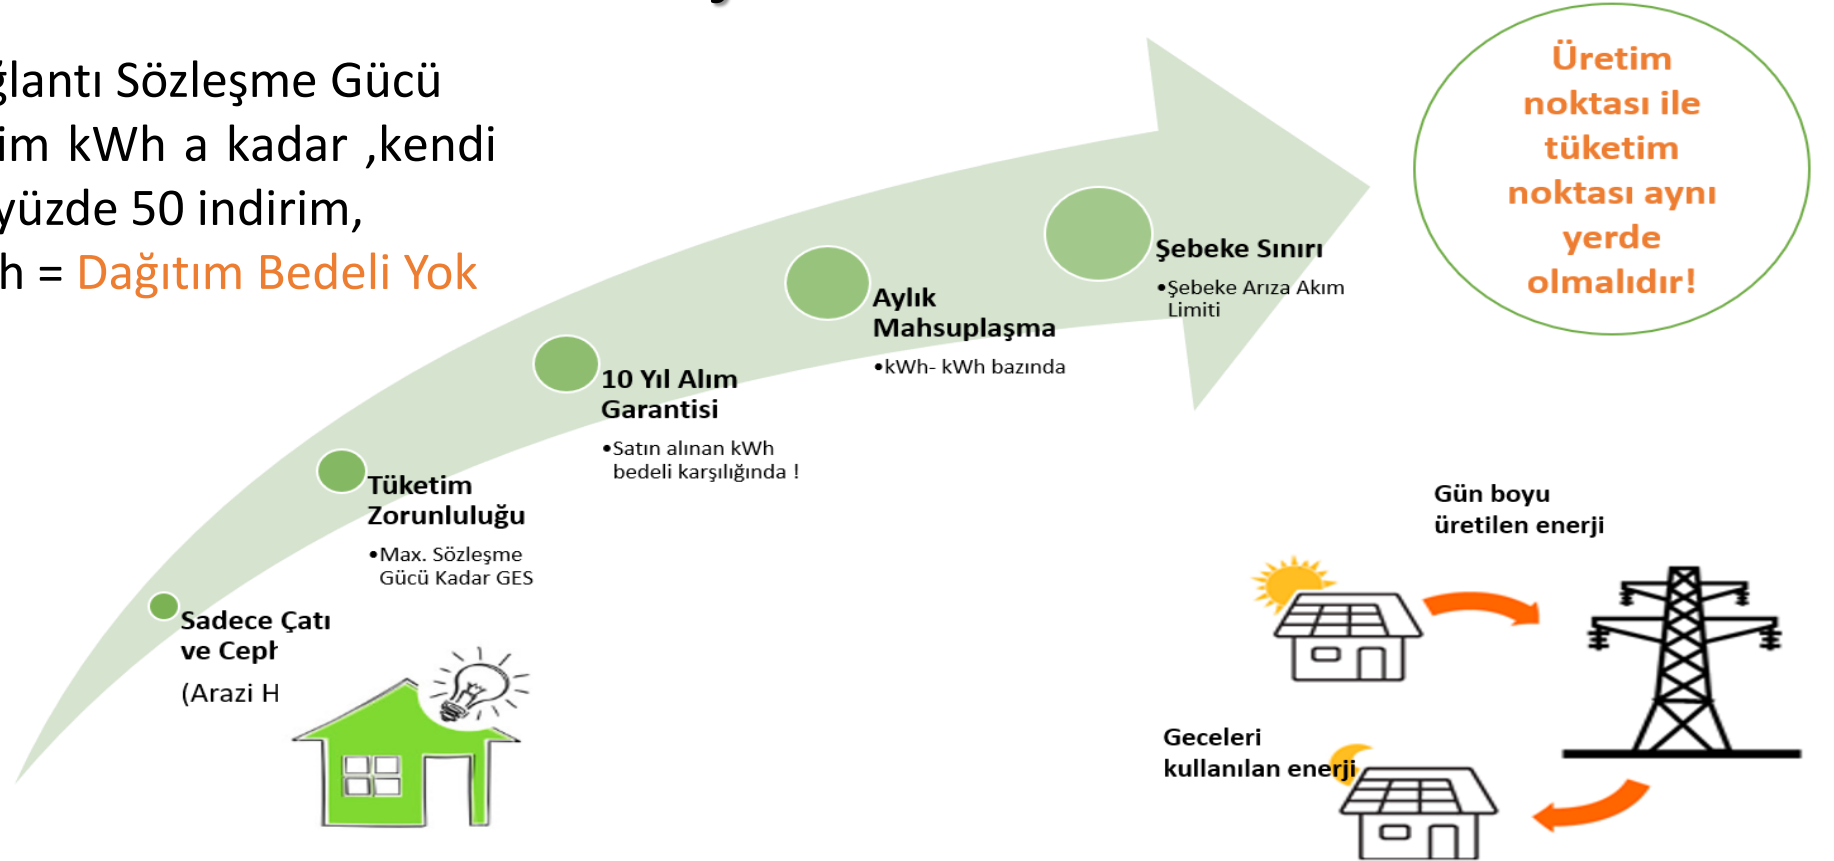 ğlantı Sözleşme Gücü
im kWh a kadar ,kendi
yüzde 50 indirim,
h = Dağıtım Bedeli Yok
Üretim
noktası ile
tüketim
noktası aynı
yerde
olmalıdır!
Şebeke Sınırı
•Şebeke Arıza Akım
Limiti
Aylık
Mahsuplaşma
•kWh- kWh bazında
10 Yıl Alım
Garantisi
•Satın alınan kWh
bedeli karşılığında !
Tüketim
Zorunluluğu
•Max. Sözleşme
Gücü Kadar GES
Sadece Çatı
ve Ceph
(Arazi H
Gün boyu
üretilen enerji
Geceleri
kullanılan enerji